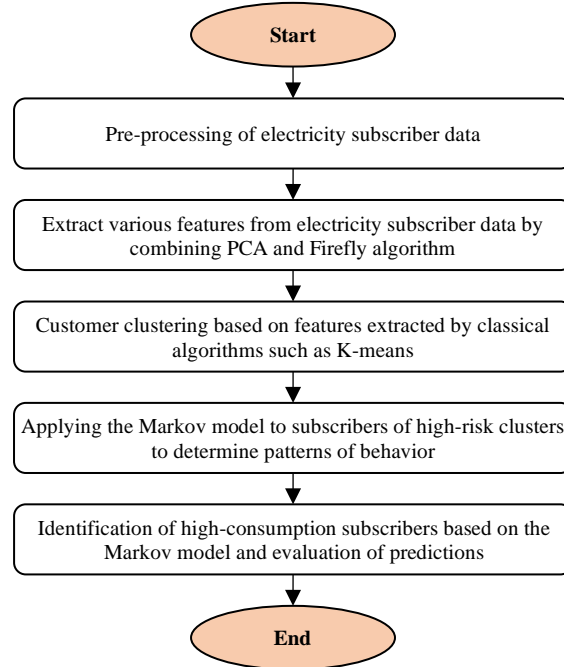 Start
Pre-processing of electricity subscriber data
Extract various features from electricity subscriber data by
combining PCA and Firefly algorithm
Customer clustering based on features extracted by classical
algorithms such as K-means
Applying the Markov model to subscribers of high-risk clusters
to determine patterns of behavior
Identification of high-consumption subscribers based on the
Markov model and evaluation of predictions
End